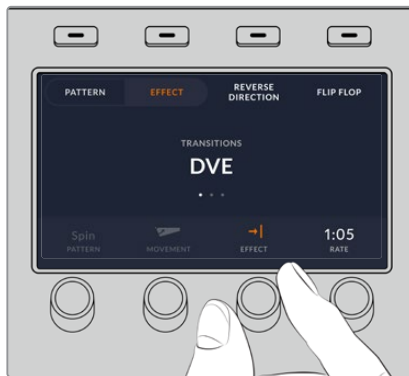 PATTERN
EFFECT
REVERSE
DIRECTION
FLIP FLOP
TRANSITIONS
DVE
Spin
1:05
PATTERN
MOVEMENT
EFFECT
RATE